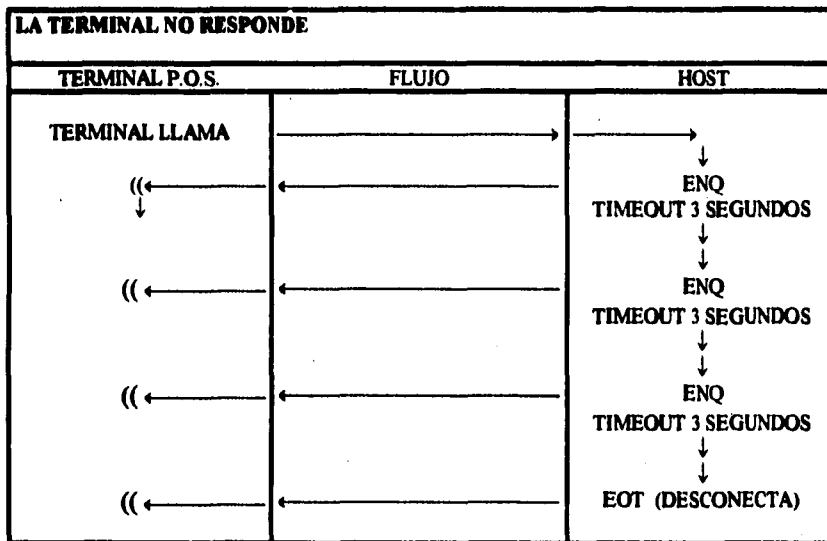 LA TERMINAL NO RESPONDE
TERMINAL P.O.S. FLUJO HOST
TERMINAL LLAMA
(( ENQ
TIMEOUT 3 SEGUNDOS
(( ENQ
TIMEOUT 3 SEGUNDOS
(( ENQ
TIMEOUT 3 SEGUNDOS
(( EOT (DESCONECTA)